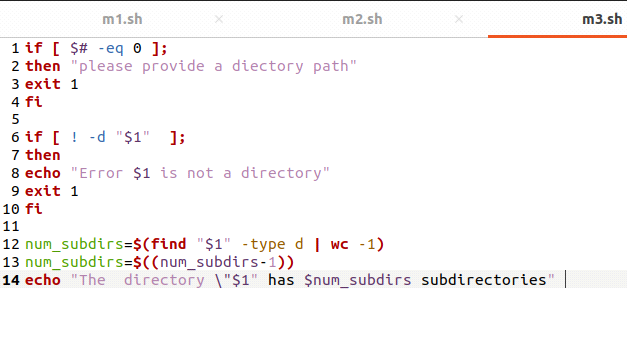 m1.sh × m2.sh × m3.sh
1 if [ $# -eq 0 ];
2 then "please provide a diectory path"
3 exit 1
4 fi
5
6 if [ ! -d "$1"  ];
7 then
8 echo "Error $1 is not a directory"
9 exit 1
10 fi
11
12 num_subdirs=$(find "$1" -type d | wc -1)
13 num_subdirs=$((num_subdirs-1))
14 echo "The  directory \"$1" has $num_subdirs subdirectories"